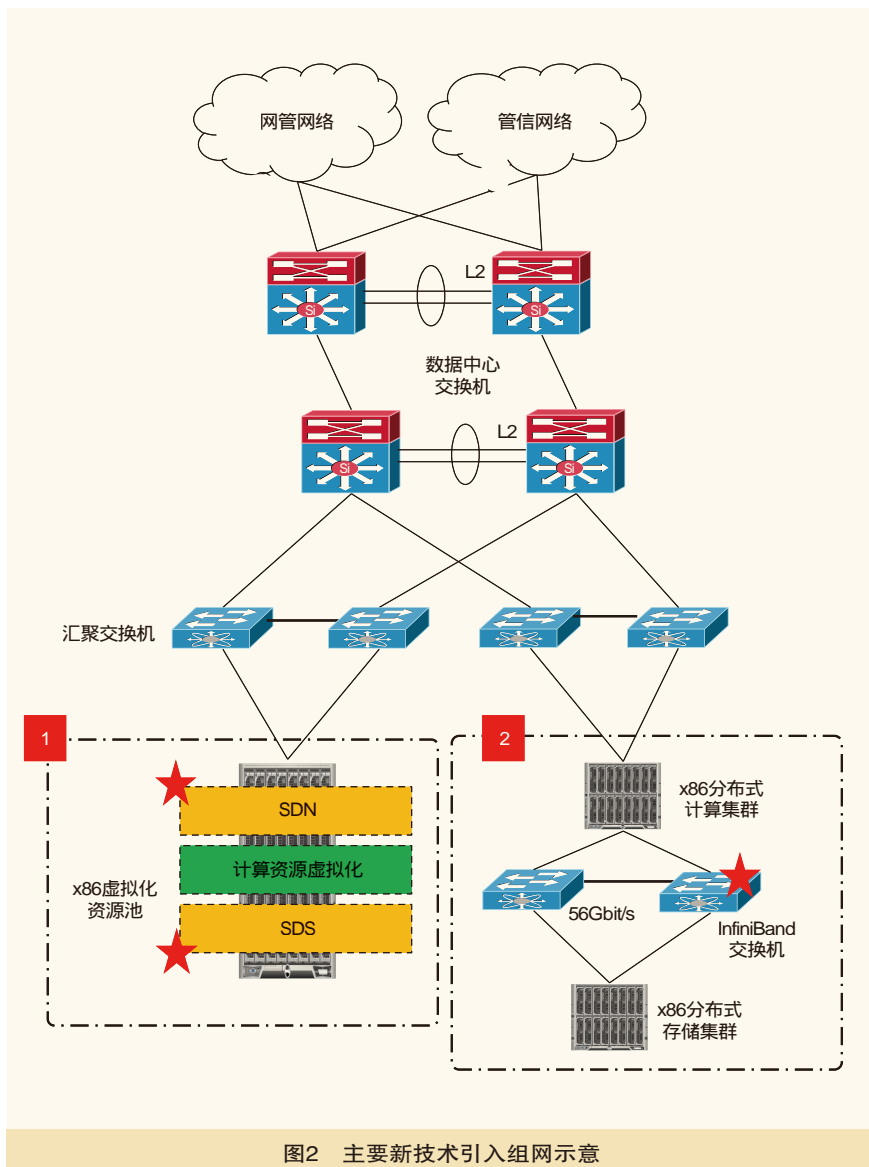 网管网络
管信网络
L2
Si
Si
数据中心
交换机
L2
Si
Si
汇聚交换机
1
2
SDN
计算资源虚拟化
SDS
x86虚拟化
资源池
x86分布式
计算集群
56Gbit/s
InfiniBand
交换机
x86分布式
存储集群
图2 主要新技术引入组网示意